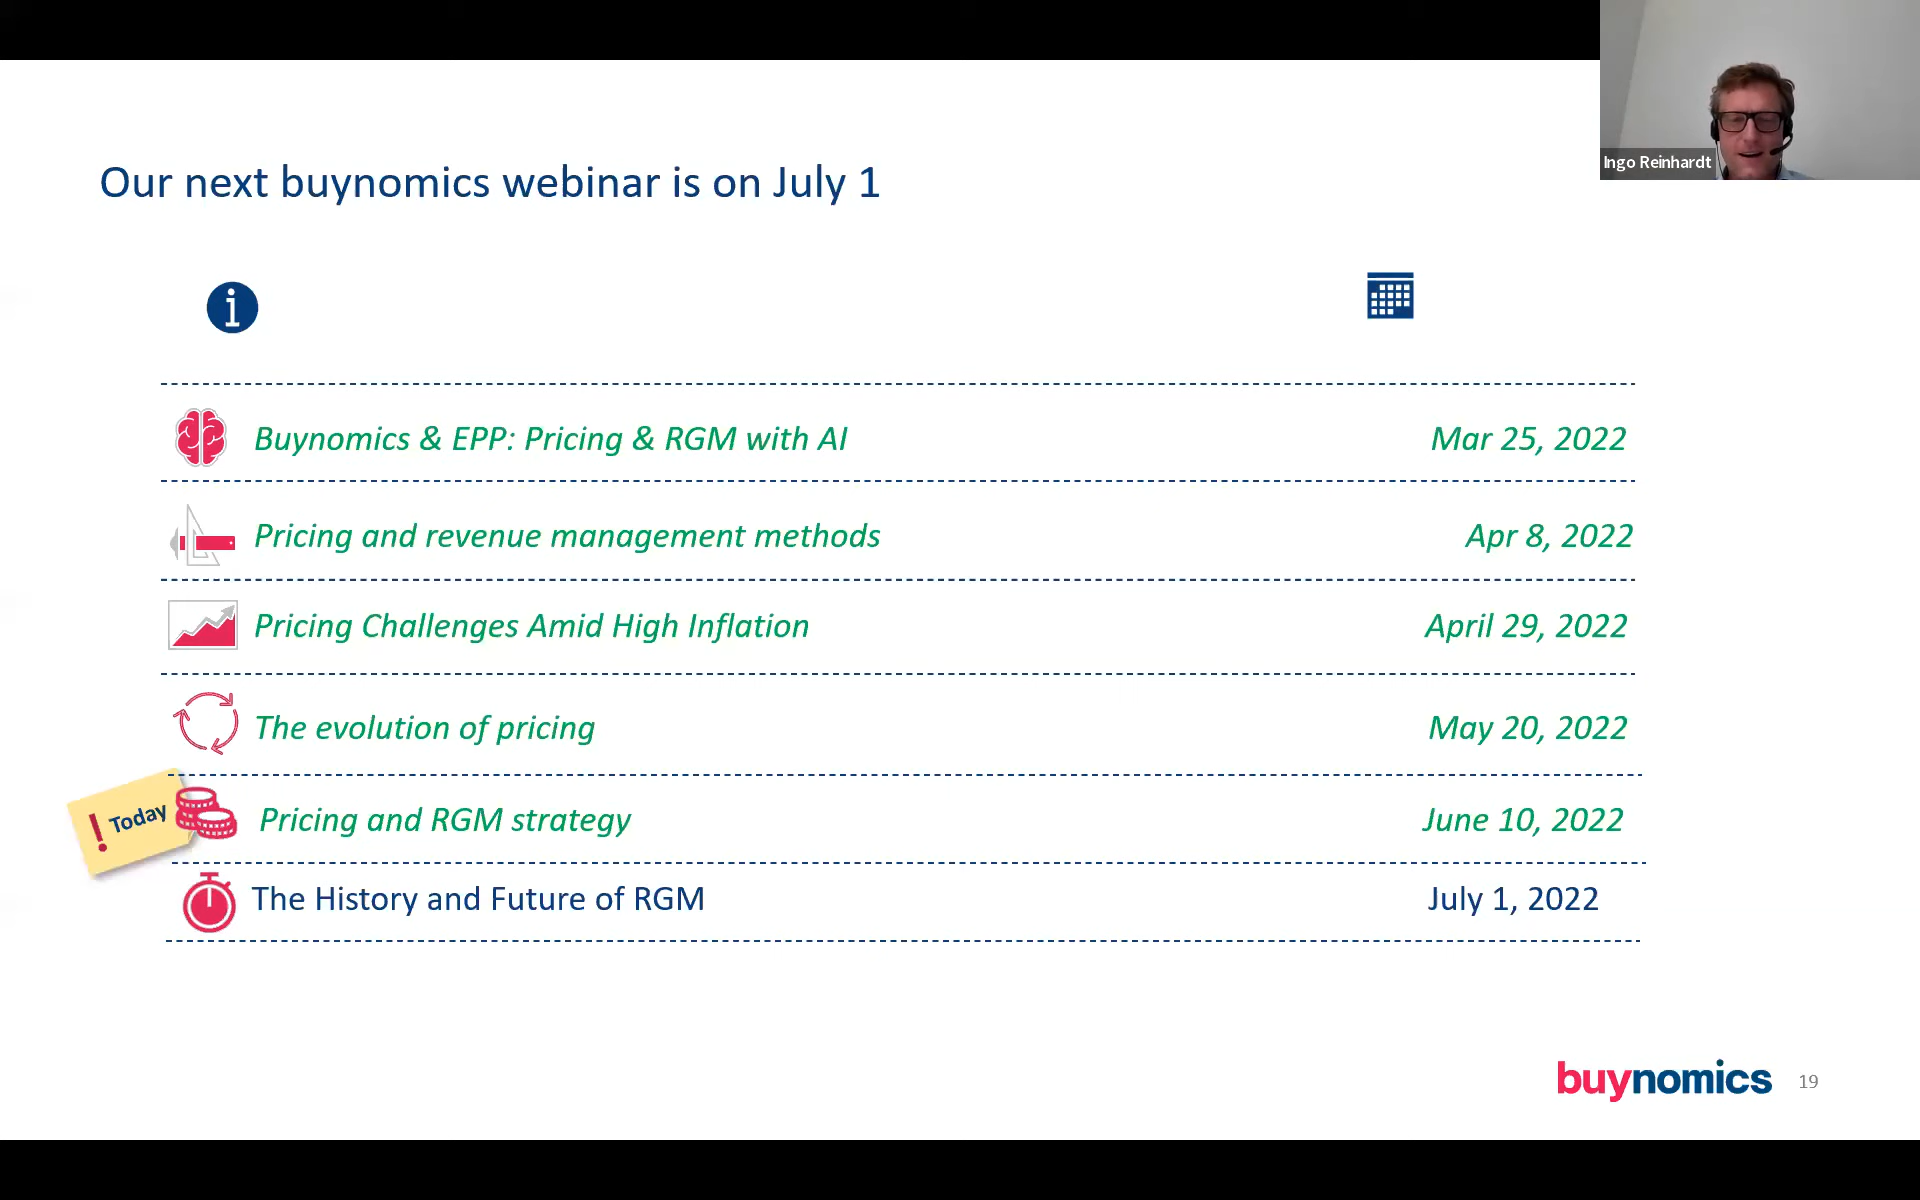 Ingo Reinhardt
Our next buynomics webinar is on July 1
Buynomics & EPP: Pricing & RGM with AI Mar 25, 2022
Pricing and revenue management methods Apr 8, 2022
Pricing Challenges Amid High Inflation April 29, 2022
The evolution of pricing May 20, 2022
! Today Pricing and RGM strategy June 10, 2022
The History and Future of RGM July 1, 2022
buynomics 19